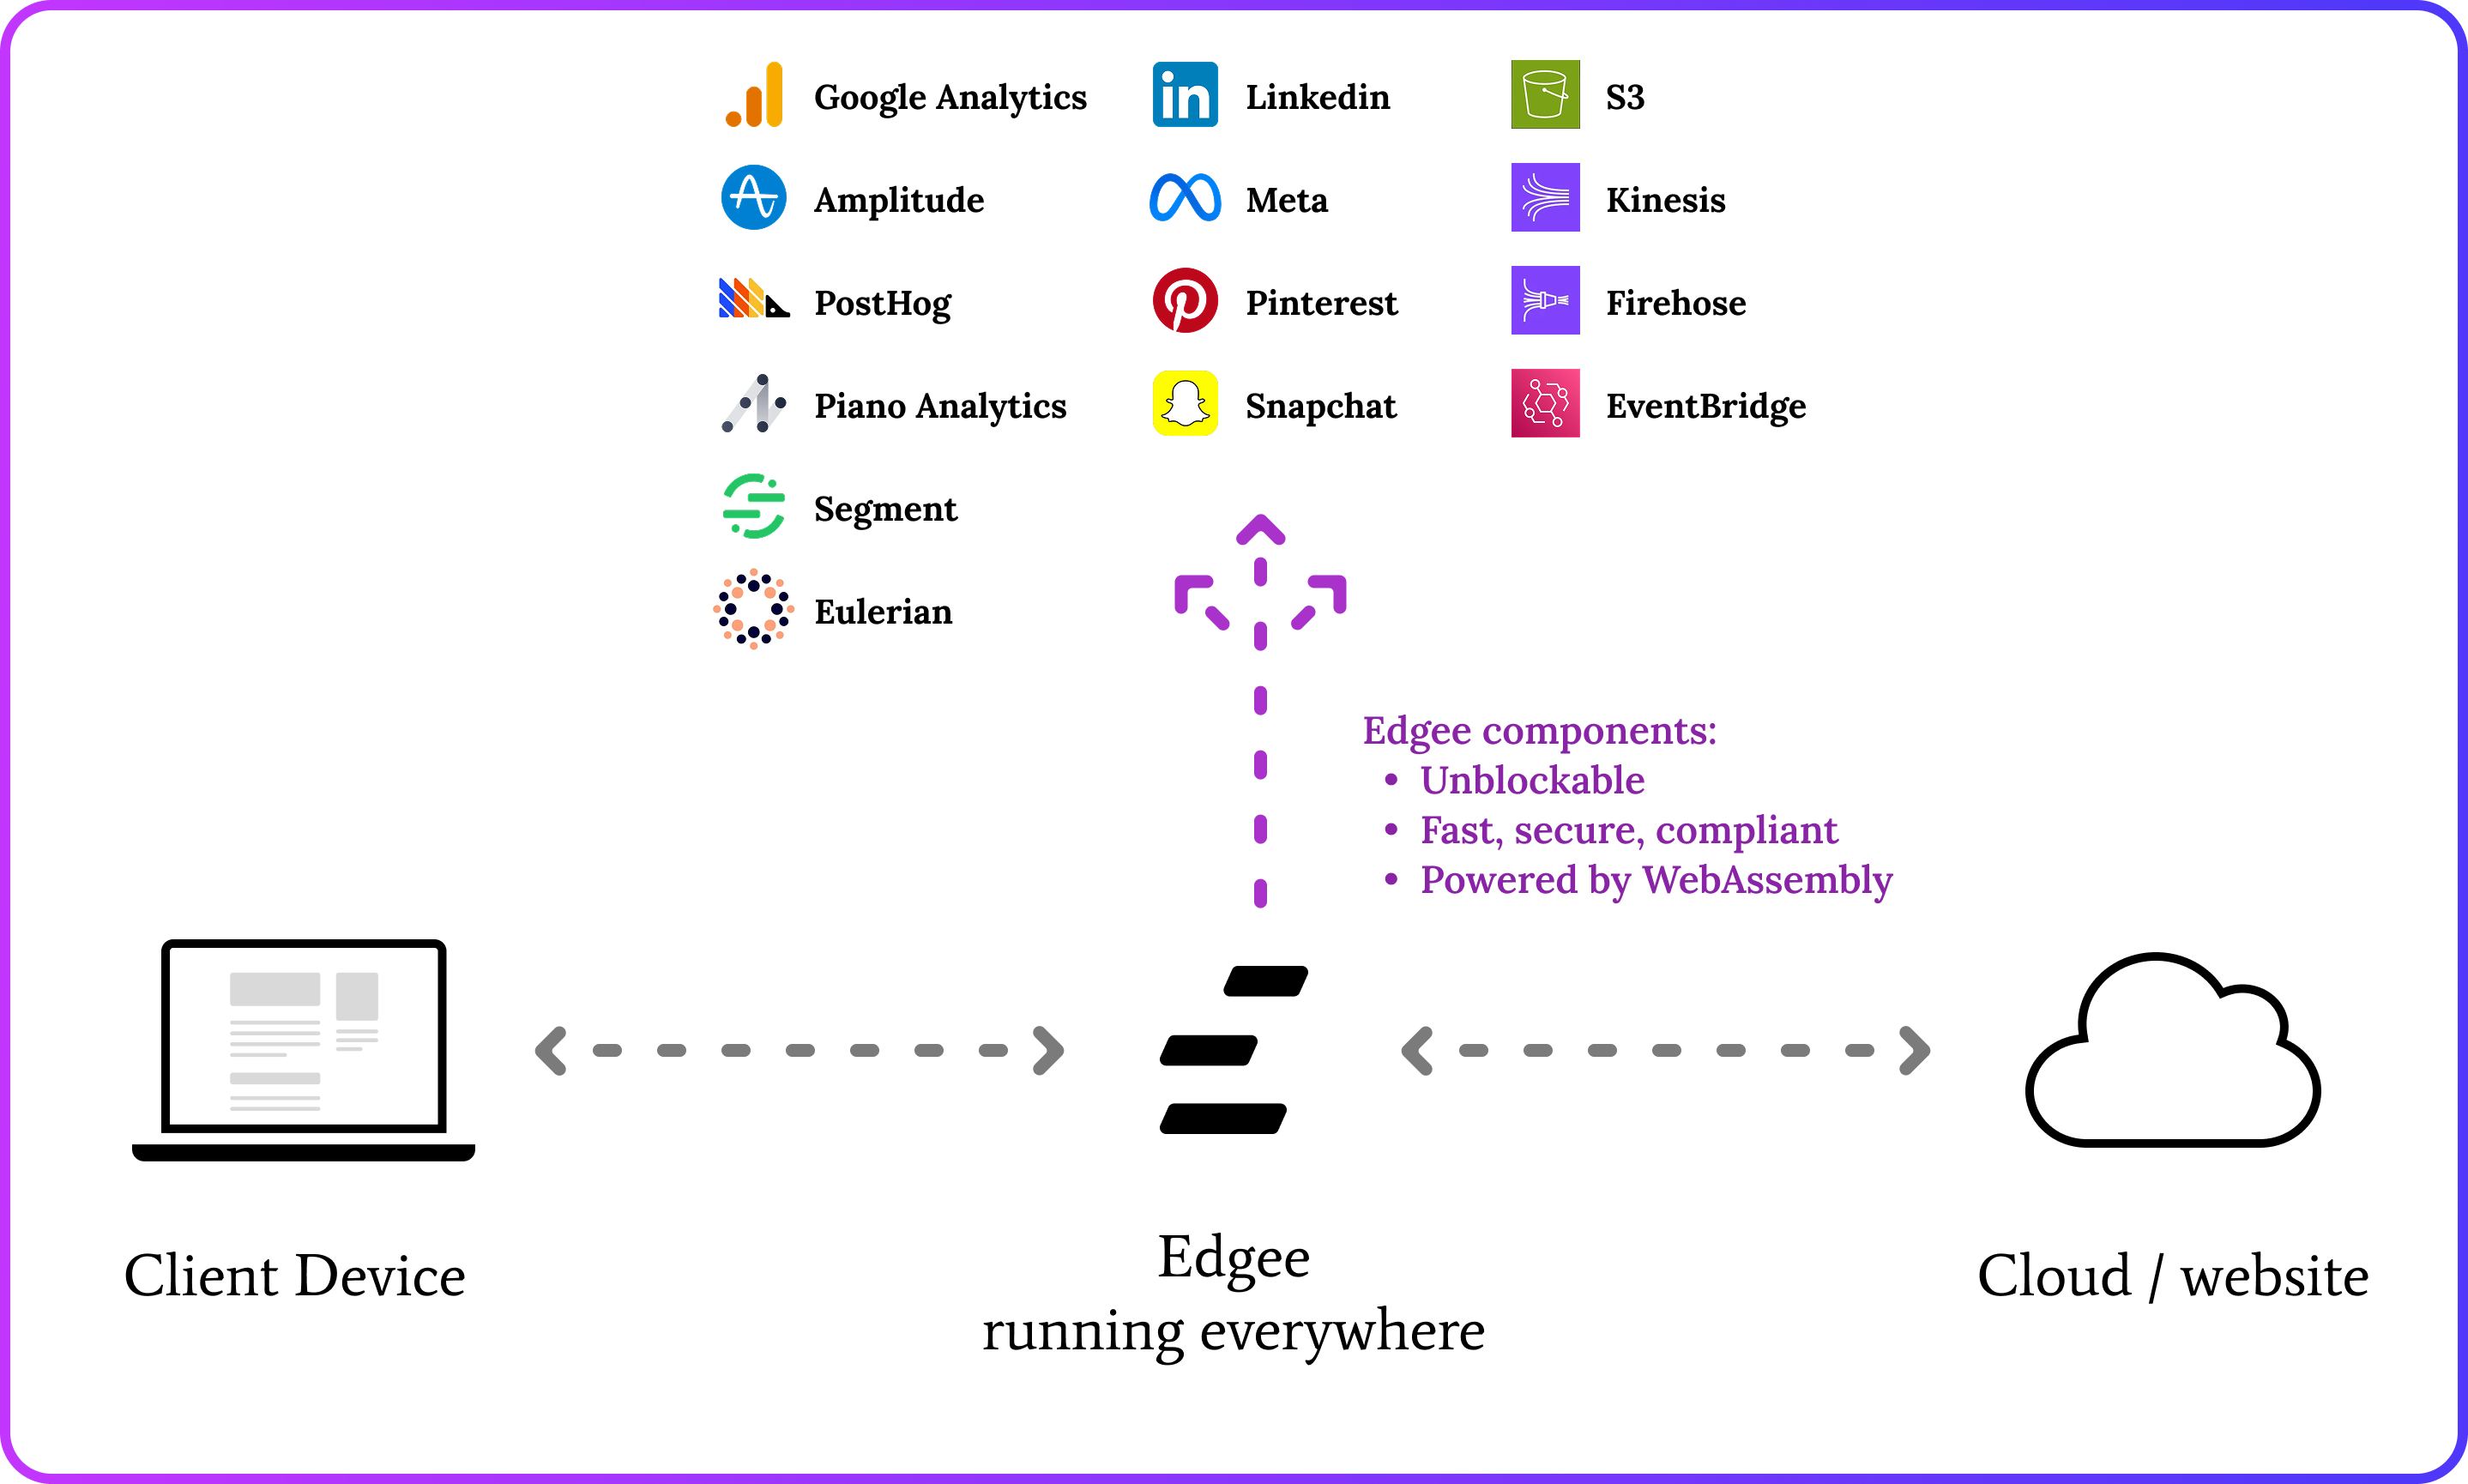 Google Analytics
Amplitude
PostHog
Piano Analytics
Segment
Eulerian
Linkedin
Meta
Pinterest
Snapchat
S3
Kinesis
Firehose
EventBridge
Edgee components:
• Unblockable
• Fast, secure, compliant
• Powered by WebAssembly
Client Device
Edgee
running everywhere
Cloud / website